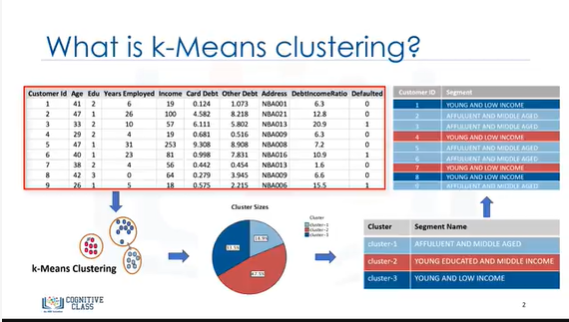 What is k-Means clustering?
Customer Id Age Edu Years Employed Income Card Debt Other Debt Address DebtIncomeRatio Defaulted
1 41 2 6 19 0.124 1.073 NBA001 6.3 0
2 47 1 26 100 4.582 8.218 NBA021 12.8 0
3 33 2 10 57 6.111 5.802 NBA013 20.9 1
4 29 2 4 19 0.681 0.516 NBA009 6.3 0
5 47 1 31 253 9.308 8.908 NBA008 7.2 0
6 40 1 23 81 0.998 7.831 NBA016 10.9 1
7 38 2 4 56 0.442 0.454 NBA013 1.6 0
8 42 3 0 64 0.279 3.945 NBA009 6.6 0
9 26 1 5 18 0.575 2.215 NBA006 15.5 1
Customer ID Segment
1 YOUNG AND LOW INCOME
2 AFFULUENT AND MIDDLE AGED
3 AFFULUENT AND MIDDLE AGED
4 YOUNG AND LOW INCOME
5 AFFULUENT AND MIDDLE AGED
6 AFFULUENT AND MIDDLE AGED
7 YOUNG AND LOW INCOME
8 YOUNG AND LOW INCOME
9 AFFULUENT AND MIDDLE AGED
k-Means Clustering
Cluster Sizes
Cluster
cluster-1
cluster-2
cluster-3
Cluster Segment Name
cluster-1 AFFULUENT AND MIDDLE AGED
cluster-2 YOUNG EDUCATED AND MIDDLE INCOME
cluster-3 YOUNG AND LOW INCOME
COGNITIVE
CLASS
2